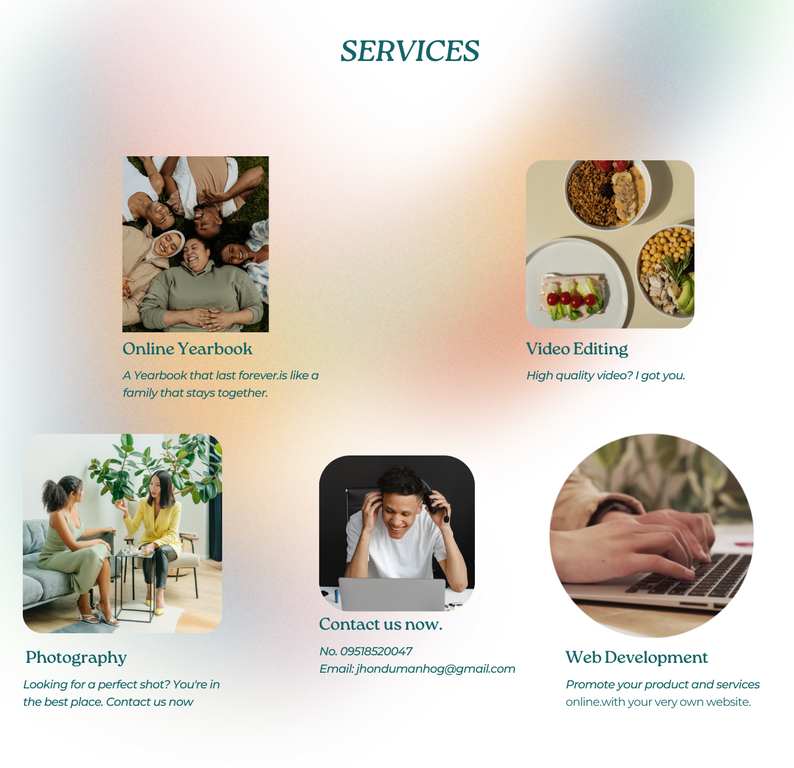 SERVICES
Online Yearbook
A Yearbook that last forever.is like a
family that stays together.
Video Editing
High quality video? I got you.
Photography
Looking for a perfect shot? You're in
the best place. Contact us now
Contact us now.
No. 09518520047
Email: jhondumanhog@gmail.com
Web Development
Promote your product and services
online.with your very own website.